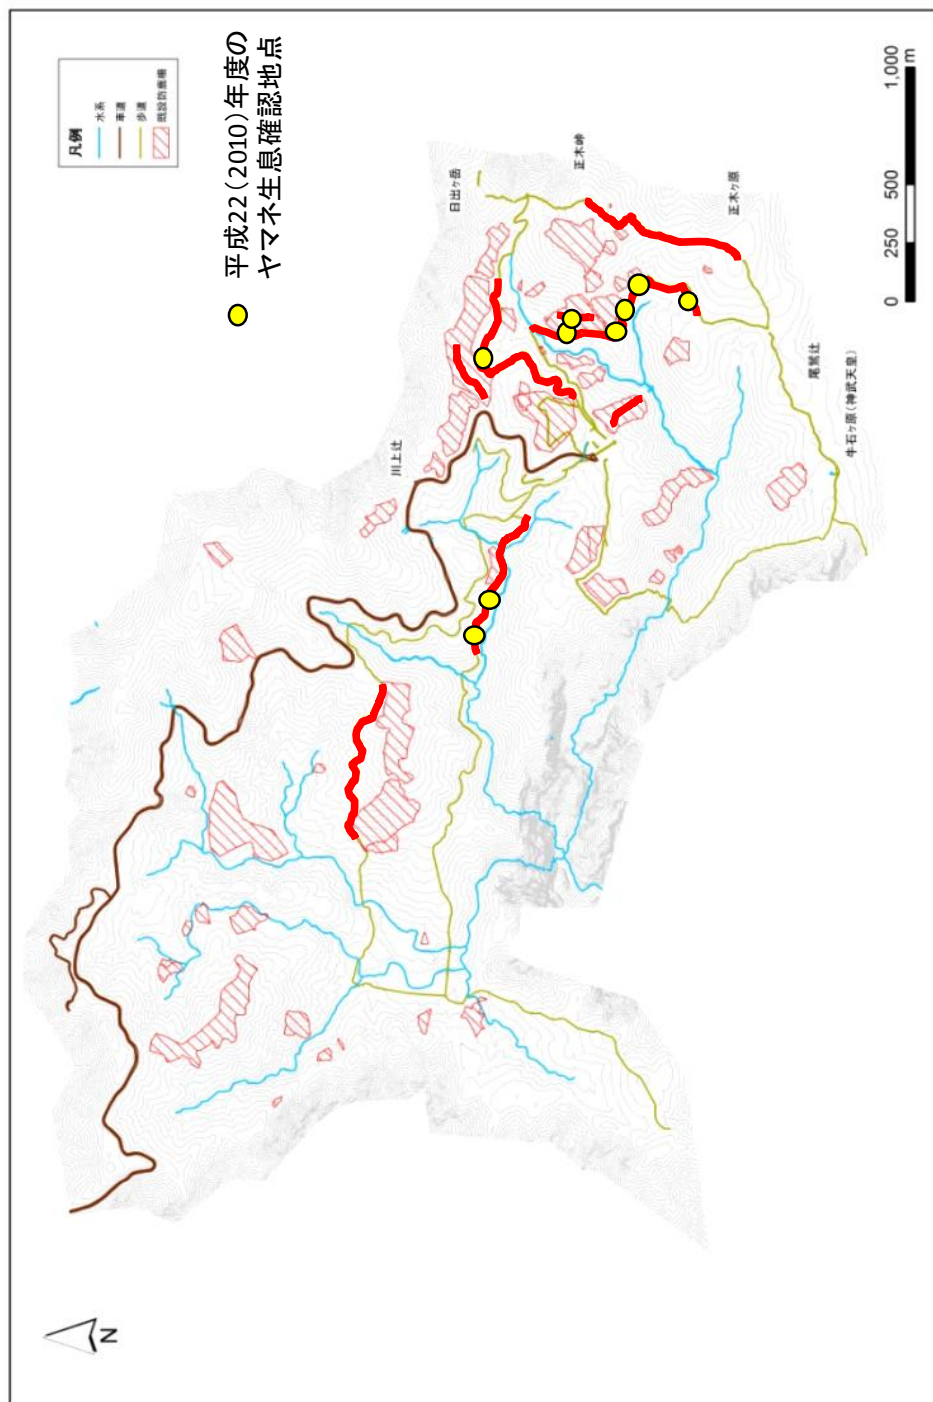 凡例
水系
車道
歩道
既設防鹿柵
平成22(2010)年度の
ヤマネ生息確認地点
日出ヶ岳
正木峠
正木ヶ原
川上辻
尾鷲辻
牛石ヶ原(神武天皇)
0 250 500 1,000
m
N